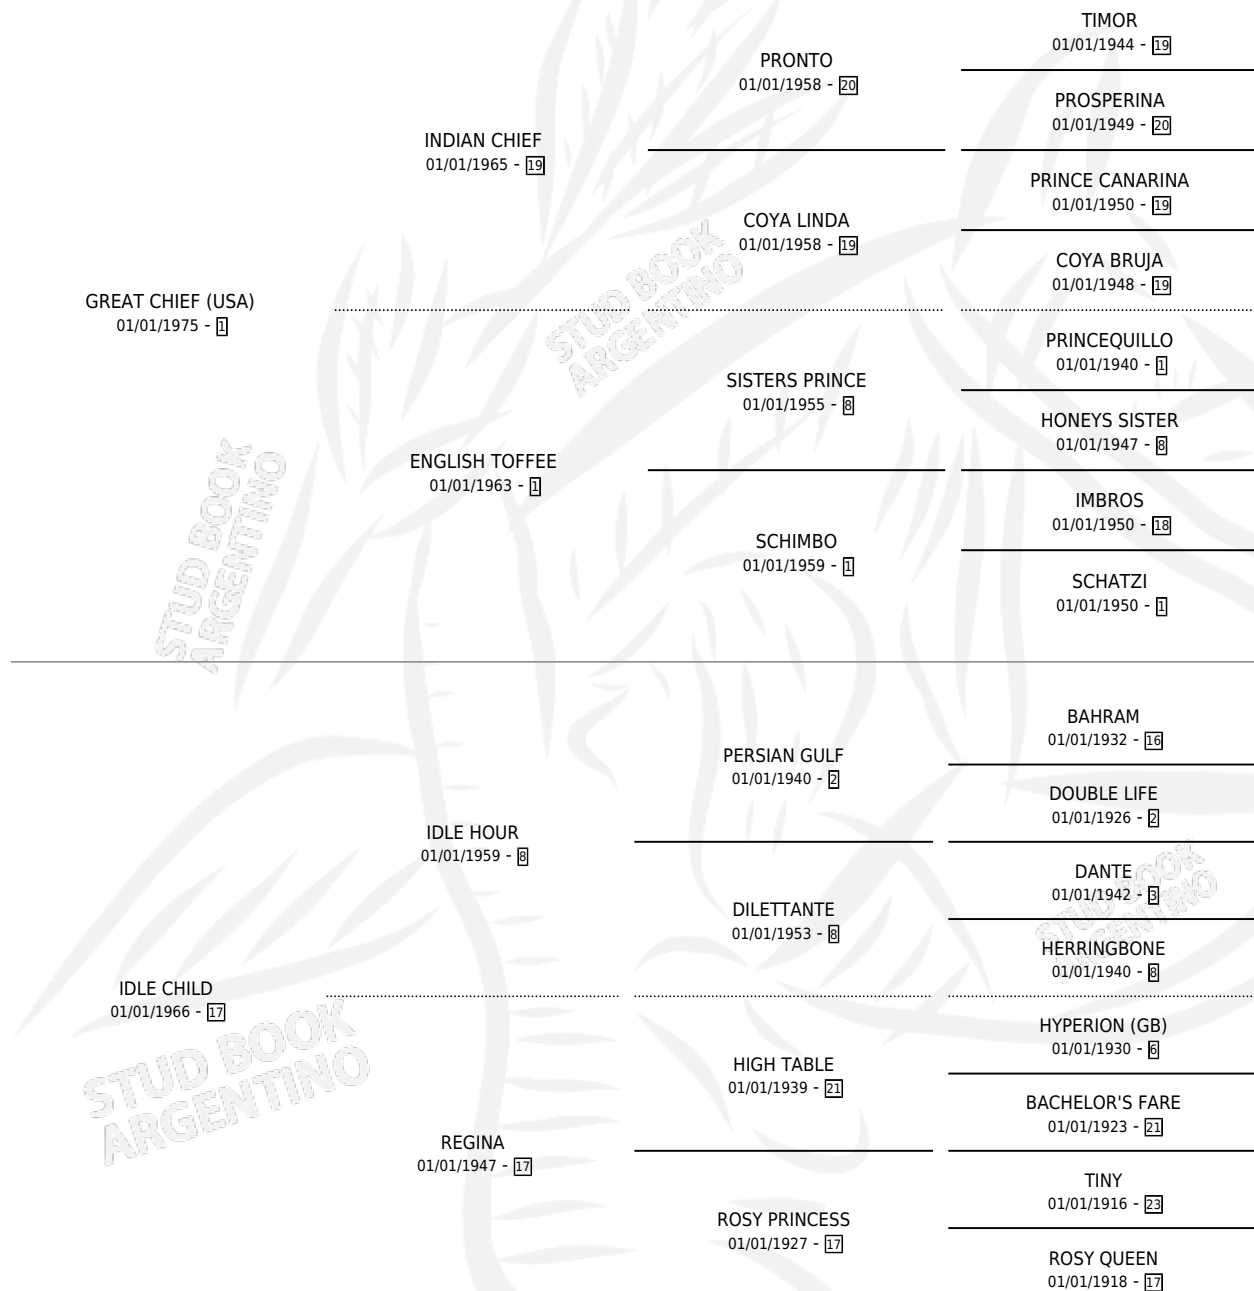 TIMOR
01/01/1944 - 19
PRONTO
01/01/1958 - 20
PROSPERINA
01/01/1949 - 20
INDIAN CHIEF
01/01/1965 - 19
PRINCE CANARINA
01/01/1950 - 19
COYA LINDA
01/01/1958 - 19
COYA BRUJA
01/01/1948 - 19
GREAT CHIEF (USA)
01/01/1975 - 1
PRINCEQUILLO
01/01/1940 - 1
SISTERS PRINCE
01/01/1955 - 8
HONEYS SISTER
01/01/1947 - 8
ENGLISH TOFFEE
01/01/1963 - 1
IMBROS
01/01/1950 - 18
SCHIMBO
01/01/1959 - 1
SCHATZI
01/01/1950 - 1
BAHRAM
01/01/1932 - 16
PERSIAN GULF
01/01/1940 - 2
DOUBLE LIFE
01/01/1926 - 2
IDLE HOUR
01/01/1959 - 8
DANTE
01/01/1942 - 3
DILETTANTE
01/01/1953 - 8
HERRINGBONE
01/01/1940 - 8
IDLE CHILD
01/01/1966 - 17
HYPERION (GB)
01/01/1930 - 6
HIGH TABLE
01/01/1939 - 21
BACHELOR'S FARE
01/01/1923 - 21
REGINA
01/01/1947 - 17
TINY
01/01/1916 - 23
ROSY PRINCESS
01/01/1927 - 17
ROSY QUEEN
01/01/1918 - 17
STUD BOOK
ARGENTINO
STUD BOOK
ARGENTINO
STUD BOOK
ARGENTINO
STUD BOOK
ARGENTINO